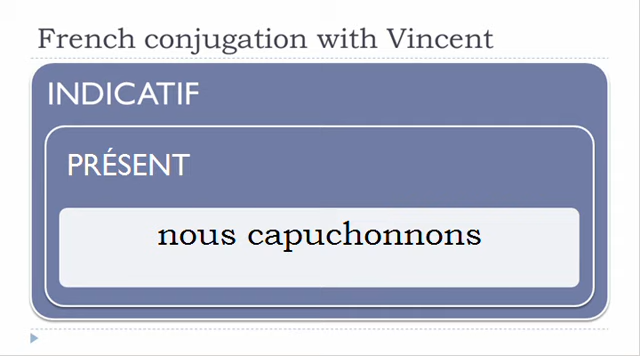 French conjugation with Vincent
INDICATIF
PRÉSENT
nous capuchonnons